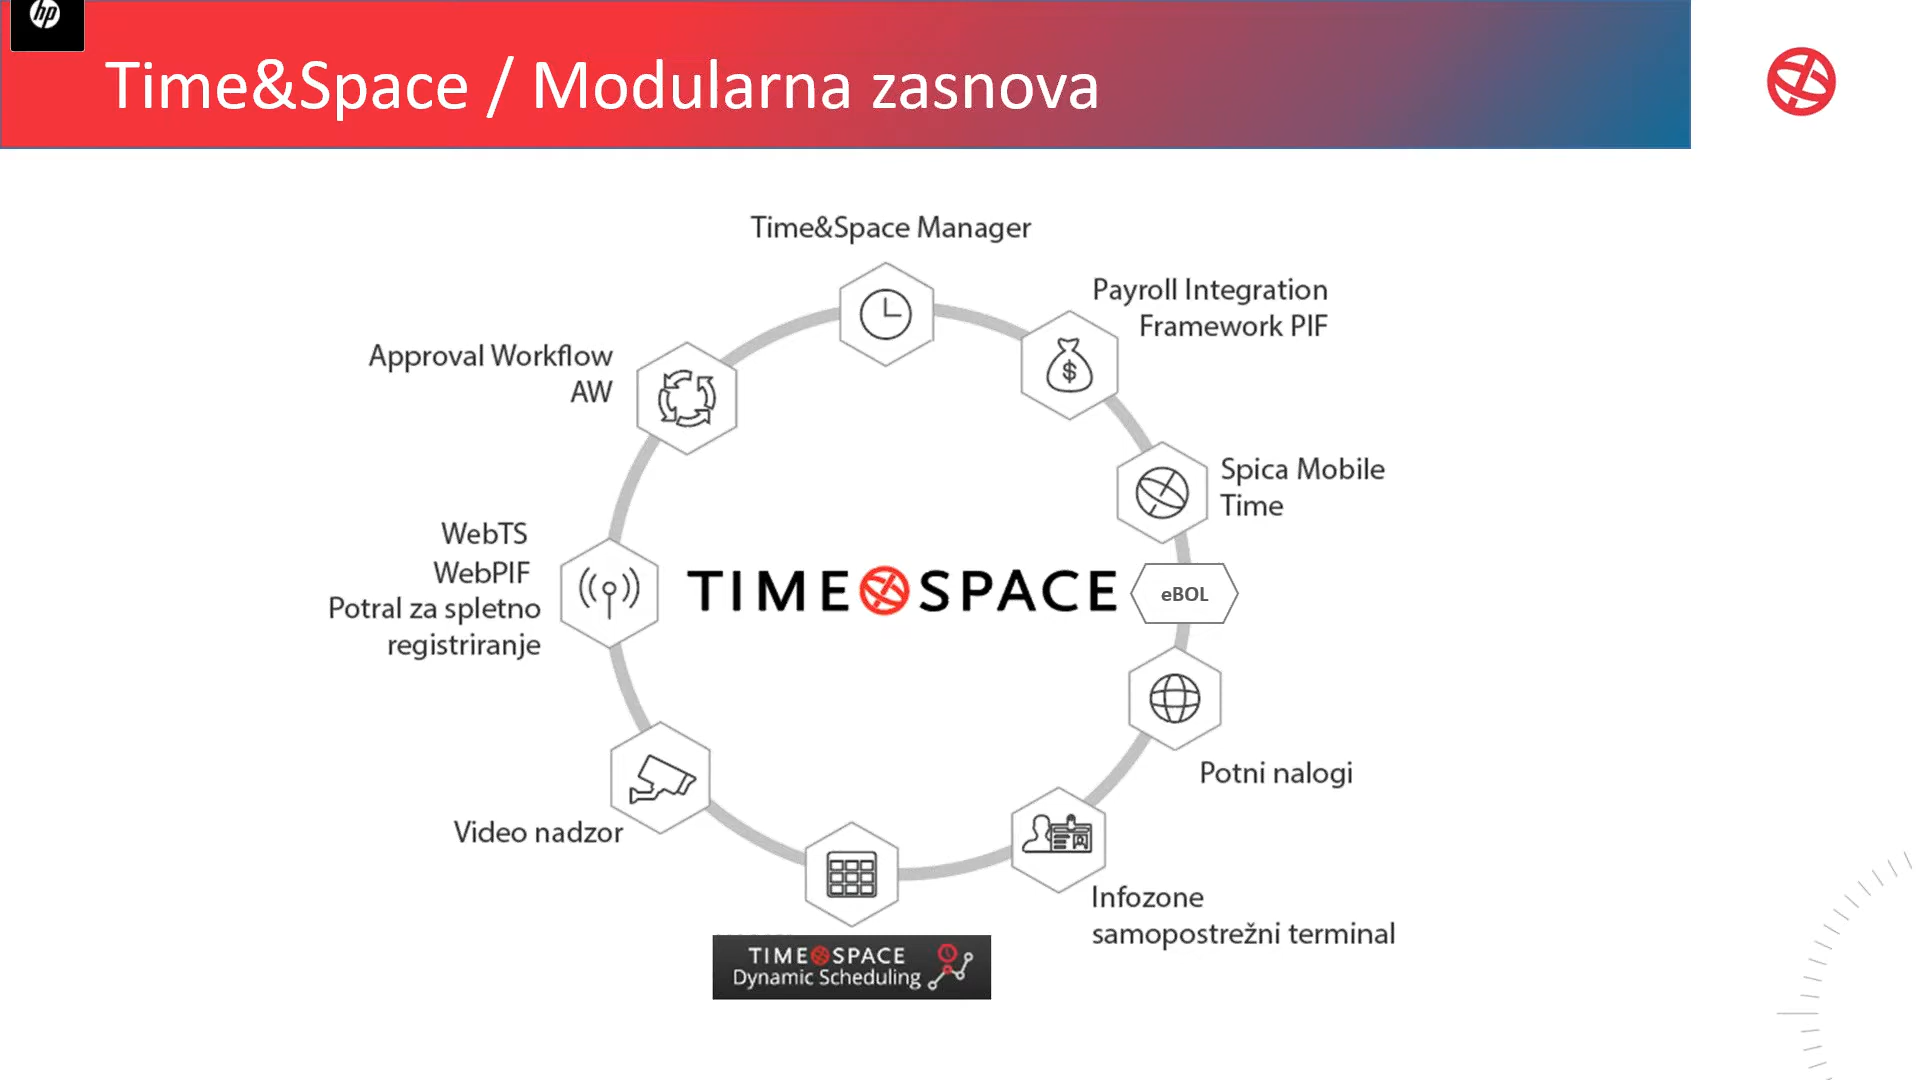 hp
Time&Space / Modularna zasnova
Time&Space Manager
Payroll Integration
Framework PIF
Approval Workflow
AW
Spica Mobile
Time
WebTS
WebPIF
Potral za spletno
registriranje
TIME SPACE
eBOL
Potni nalogi
Video nadzor
Infozone
samopostrežni terminal
TIME SPACE
Dynamic Scheduling